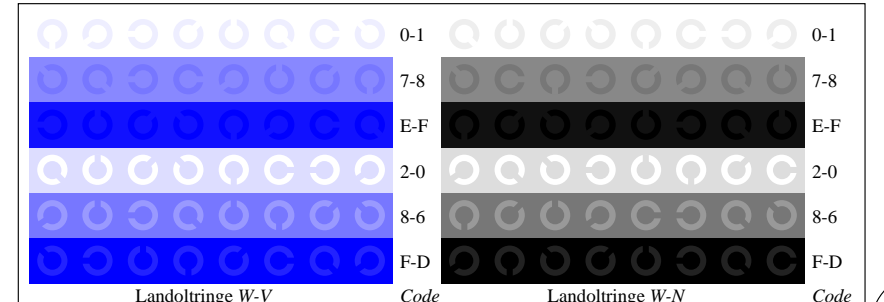 0-1 0-1
7-8 7-8
E-F E-F
2-0 2-0
8-6 8-6
F-D F-D
Landoltringe W-V Code Landoltringe W-N Code